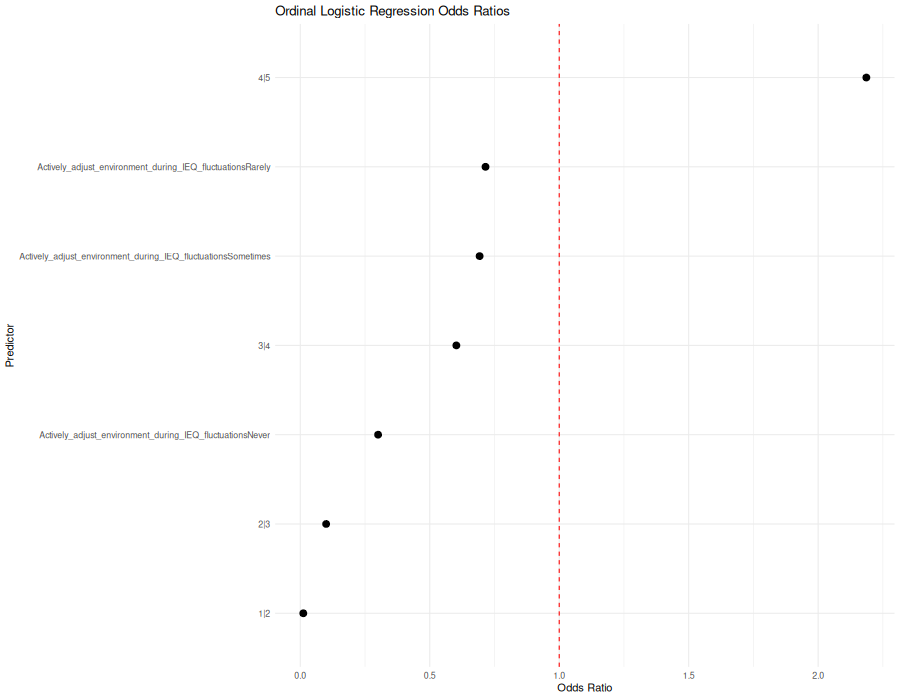 Ordinal Logistic Regression Odds Ratios
4|5
Actively_adjust_environment_during_IEQ_fluctuationsRarely
Actively_adjust_environment_during_IEQ_fluctuationsSometimes
Predictor
3|4
Actively_adjust_environment_during_IEQ_fluctuationsNever
2|3
1|2
0.0 0.5 1.0 1.5 2.0
Odds Ratio